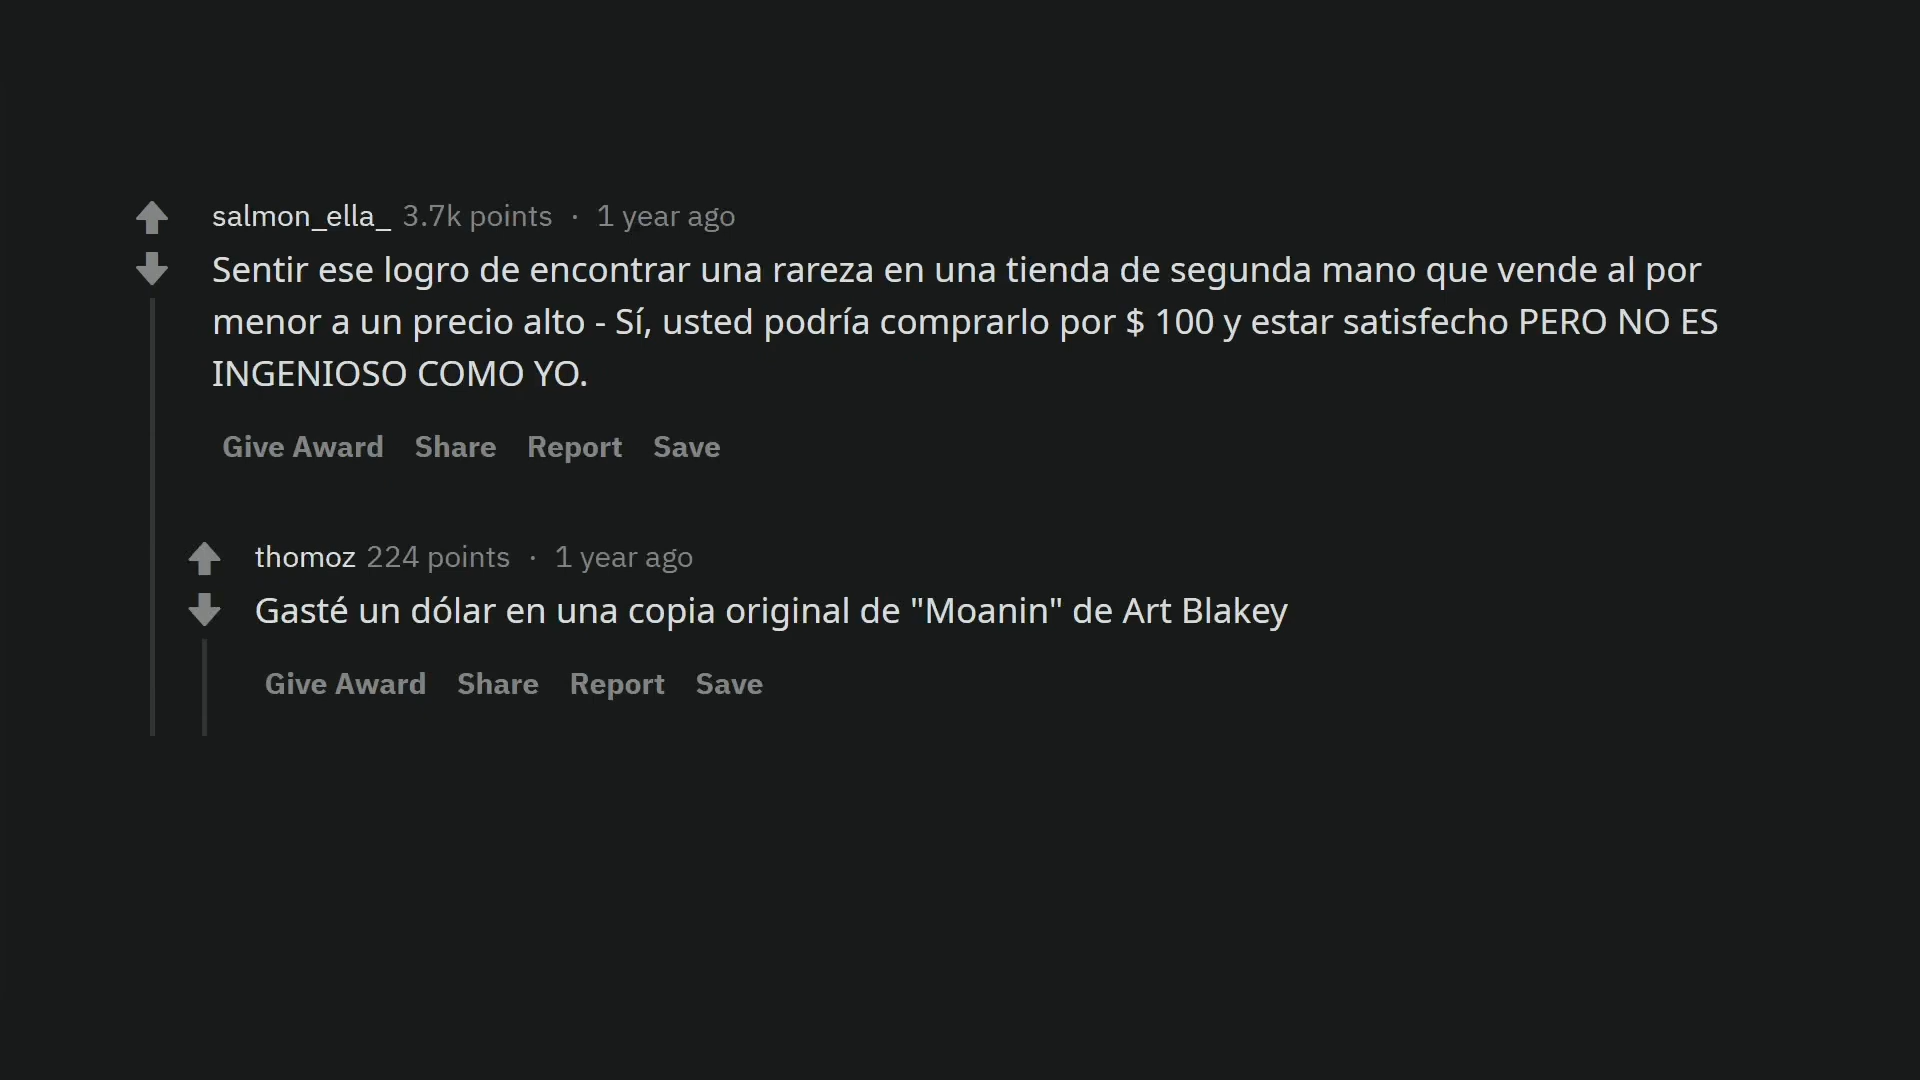 salmon_ella_ 3.7k points · 1 year ago
Sentir ese logro de encontrar una rareza en una tienda de segunda mano que vende al por
menor a un precio alto - Sí, usted podría comprarlo por $ 100 y estar satisfecho PERO NO ES
INGENIOSO COMO YO.
Give Award Share Report Save
thomoz 224 points · 1 year ago
Gasté un dólar en una copia original de "Moanin" de Art Blakey
Give Award Share Report Save